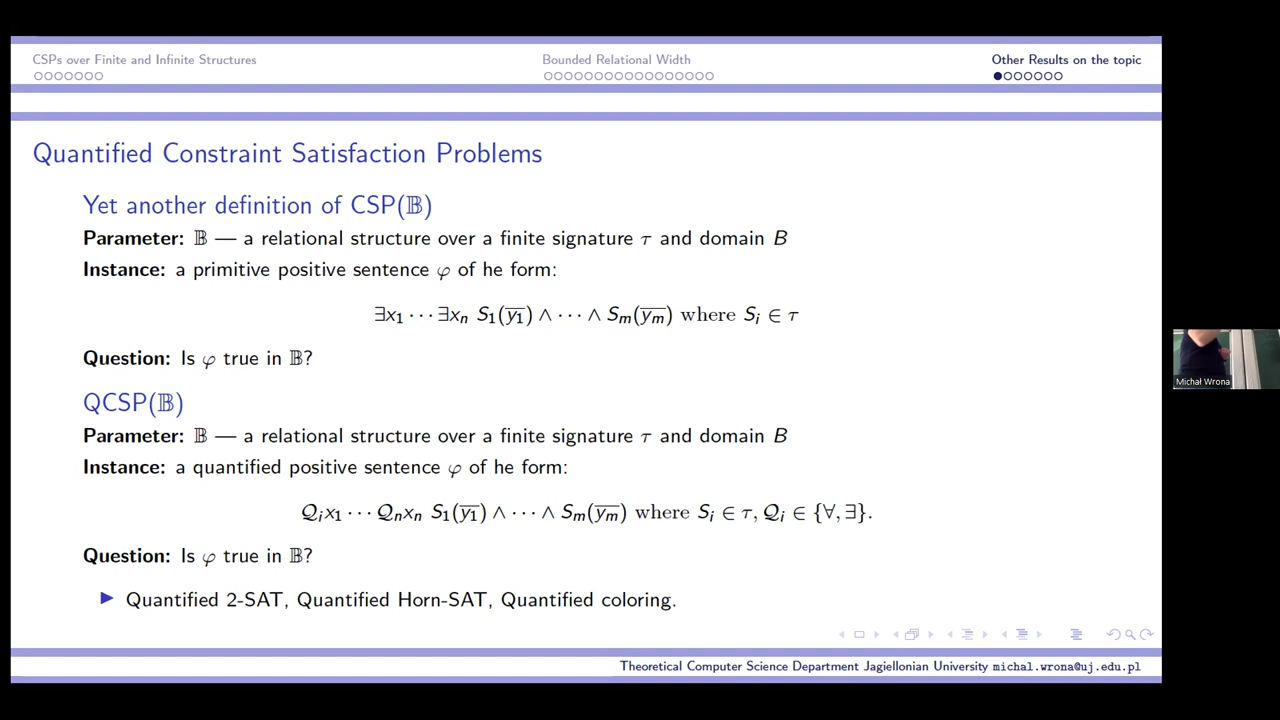 CSPs over Finite and Infinite Structures
Bounded Relational Width
Other Results on the topic
Quantified Constraint Satisfaction Problems
Yet another definition of CSP(𝔹)
Parameter: 𝔹 — a relational structure over a finite signature τ and domain B
Instance: a primitive positive sentence φ of he form:
∃x₁ ⋯ ∃xₙ S₁(y̅₁) ∧ ⋯ ∧ Sₘ(y̅ₘ) where Sᵢ ∈ τ
Question: Is φ true in 𝔹?
QCSP(𝔹)
Parameter: 𝔹 — a relational structure over a finite signature τ and domain B
Instance: a quantified positive sentence φ of he form:
𝒬ᵢx₁ ⋯ 𝒬ₙxₙ S₁(y̅₁) ∧ ⋯ ∧ Sₘ(y̅ₘ) where Sᵢ ∈ τ, 𝒬ᵢ ∈ {∀, ∃}.
Question: Is φ true in 𝔹?
▶ Quantified 2-SAT, Quantified Horn-SAT, Quantified coloring.
Theoretical Computer Science Department Jagiellonian University michal.wrona@uj.edu.pl
Michał Wrona